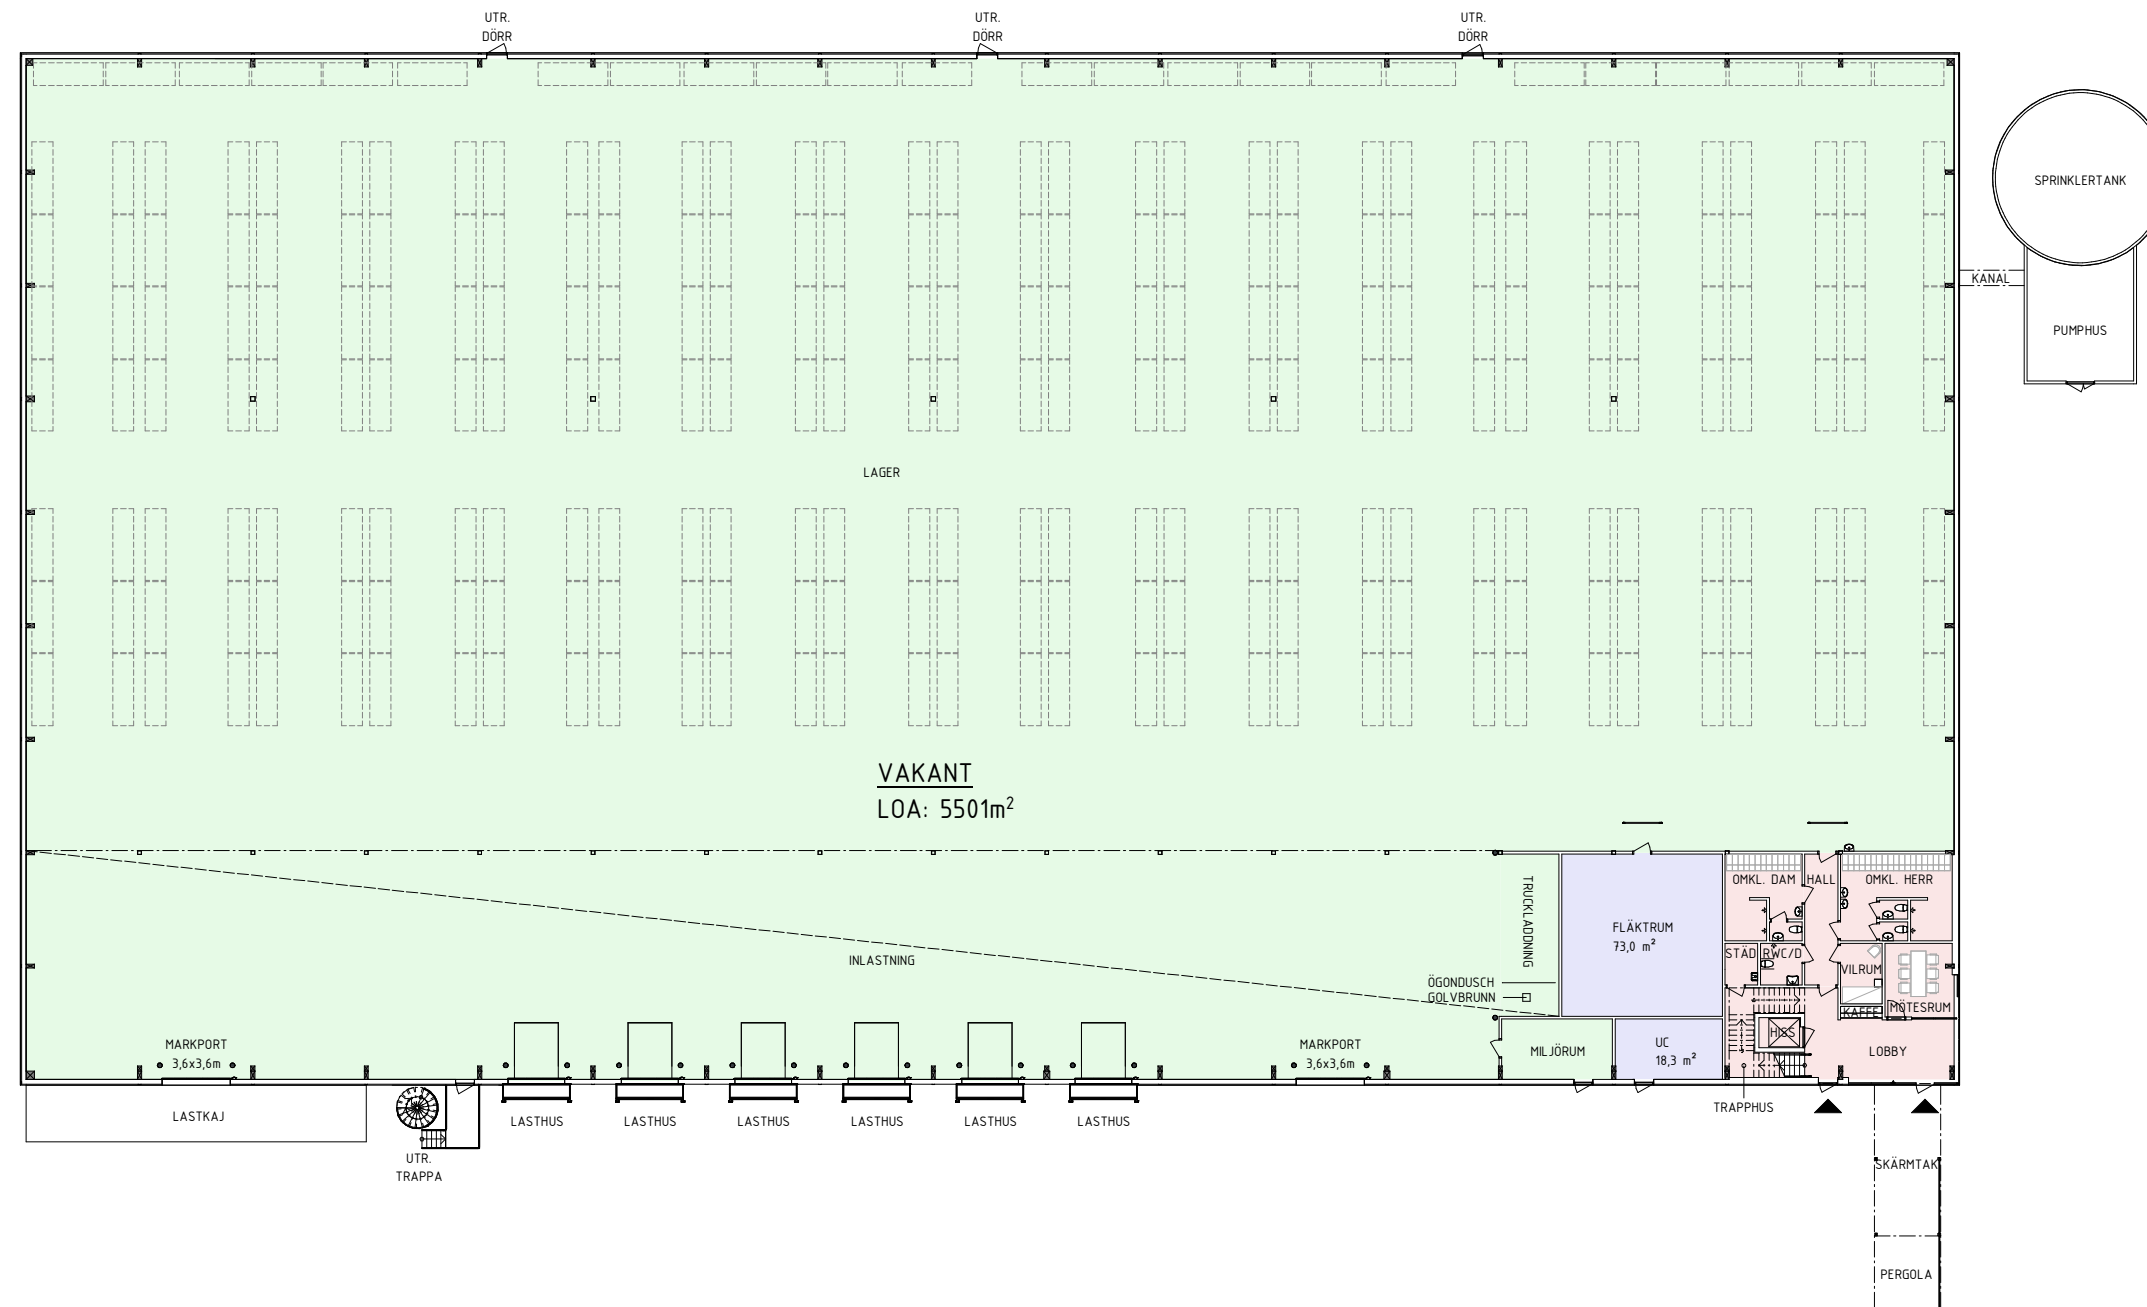 UTR.
DÖRR
UTR.
DÖRR
UTR.
DÖRR
SPRINKLERTANK
KANAL
PUMPHUS
LAGER
VAKANT
LOA: 5501m²
TRUCKLADDNING
OMKL. DAM
HALL
OMKL. HERR
FLÄKTRUM
73,0 m²
INLASTNING
STÄD
RWC/D
VILRUM
ÖGONDUSCH
GOLVBRUNN
MÖTESRUM
KAFFE
HISS
MARKPORT
3,6x3,6m
MARKPORT
3,6x3,6m
MILJÖRUM
UC
18,3 m²
LOBBY
TRAPPHUS
LASTKAJ
LASTHUS
LASTHUS
LASTHUS
LASTHUS
LASTHUS
LASTHUS
UTR.
TRAPPA
SKÄRMTAK
PERGOLA